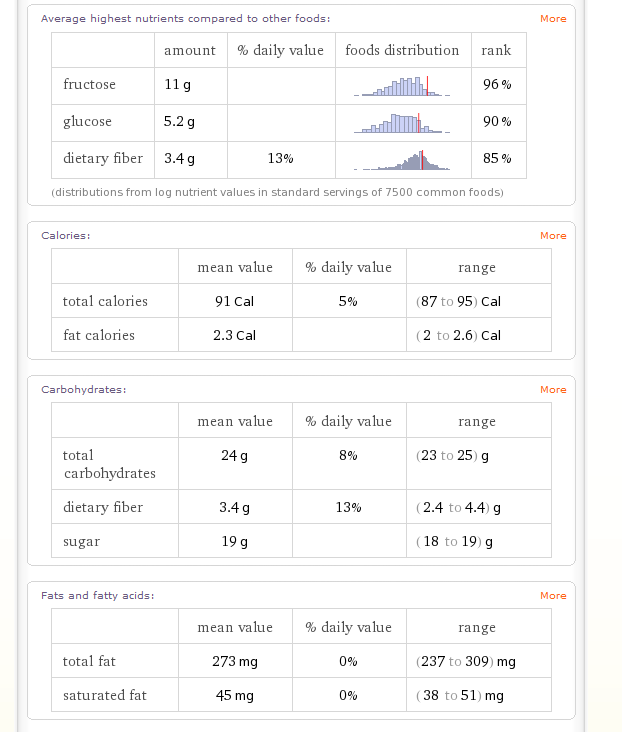 Average highest nutrients compared to other foods: More
amount % daily value foods distribution rank
fructose 11 g 96 %
glucose 5.2 g 90 %
dietary fiber 3.4 g 13% 85 %
(distributions from log nutrient values in standard servings of 7500 common foods)
Calories: More
mean value % daily value range
total calories 91 Cal 5% (87 to 95) Cal
fat calories 2.3 Cal (2 to 2.6) Cal
Carbohydrates: More
mean value % daily value range
total 24 g 8% (23 to 25) g
carbohydrates
dietary fiber 3.4 g 13% (2.4 to 4.4) g
sugar 19 g (18 to 19) g
Fats and fatty acids: More
mean value % daily value range
total fat 273 mg 0% (237 to 309) mg
saturated fat 45 mg 0% (38 to 51) mg